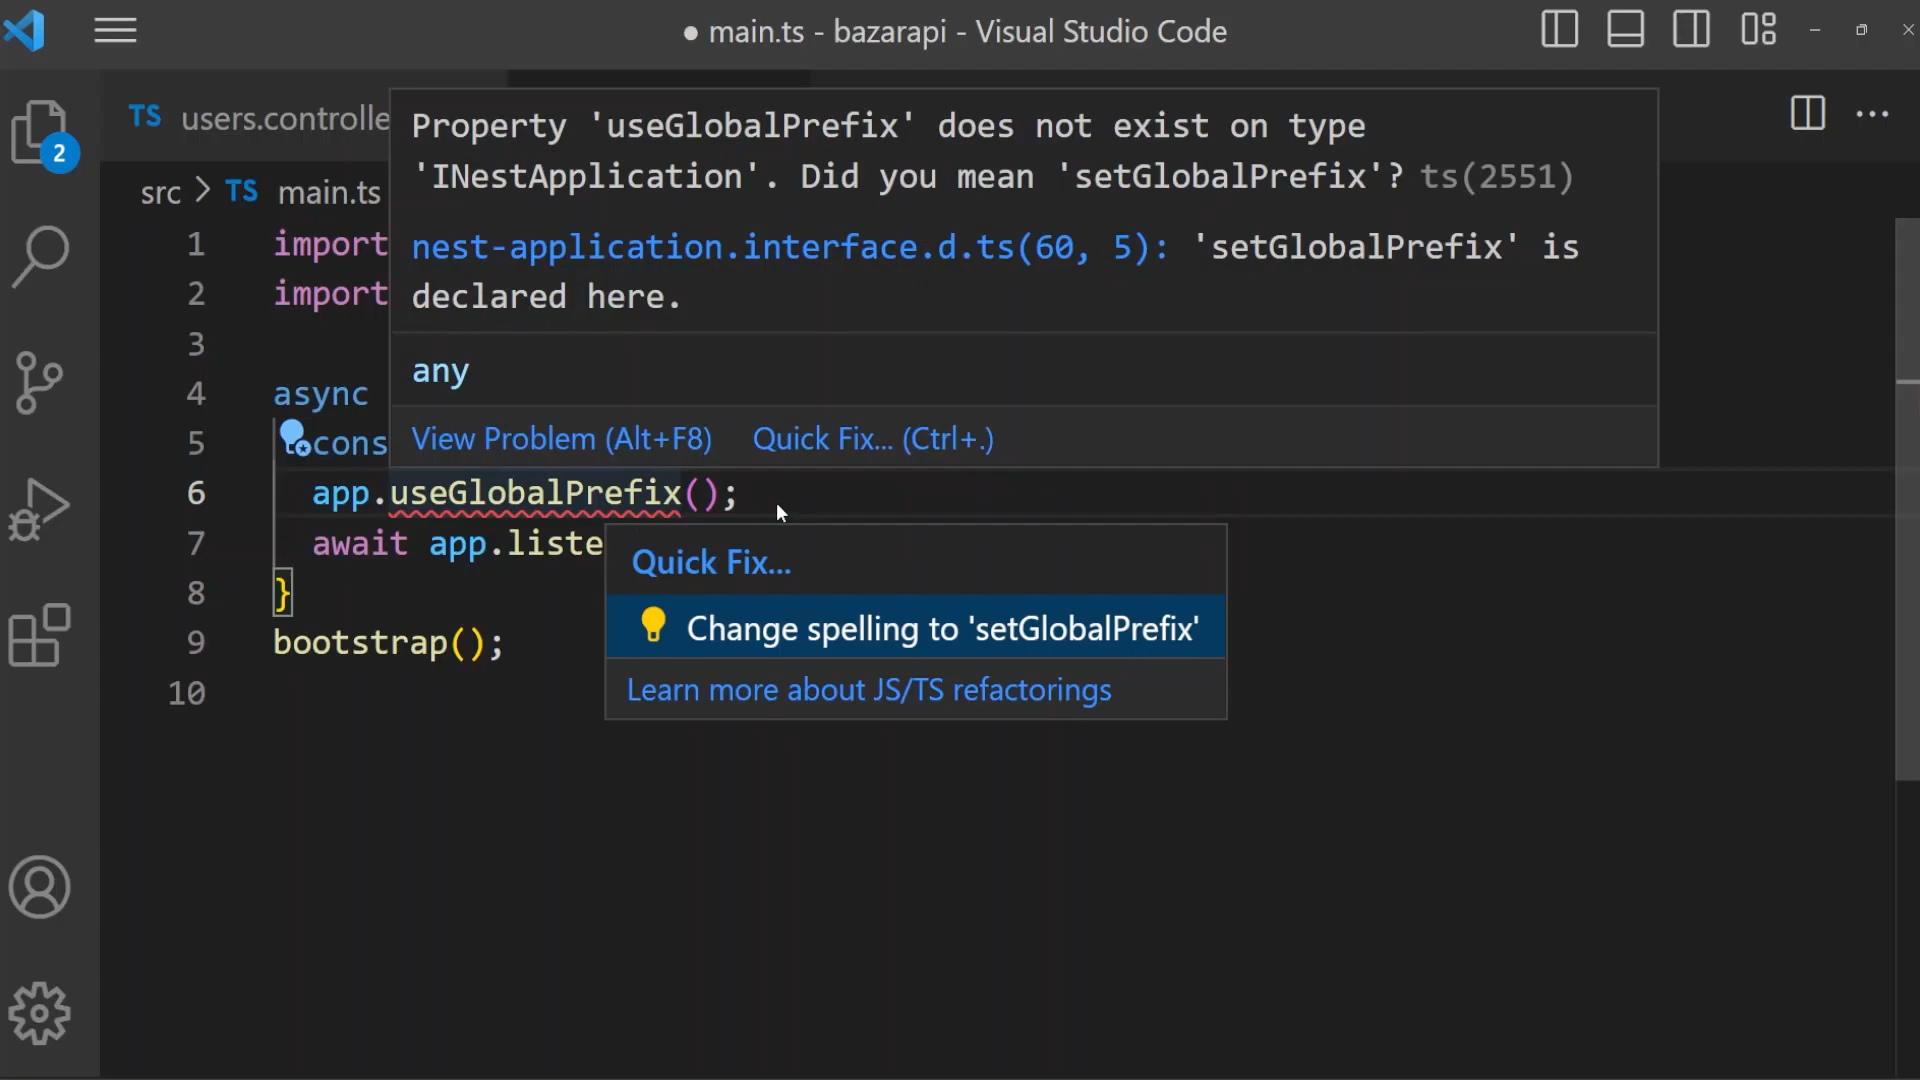 ● main.ts - bazarapi - Visual Studio Code
2
TS users.controlle
src > TS main.ts
Property 'useGlobalPrefix' does not exist on type
'INestApplication'. Did you mean 'setGlobalPrefix'? ts(2551)
nest-application.interface.d.ts(60, 5): 'setGlobalPrefix' is
declared here.
any
View Problem (Alt+F8) Quick Fix... (Ctrl+.)
1 import
2 import
3
4 async
5 cons
6 app.useGlobalPrefix();
7 await app.liste
8 }
9 bootstrap();
10
Quick Fix...
Change spelling to 'setGlobalPrefix'
Learn more about JS/TS refactorings